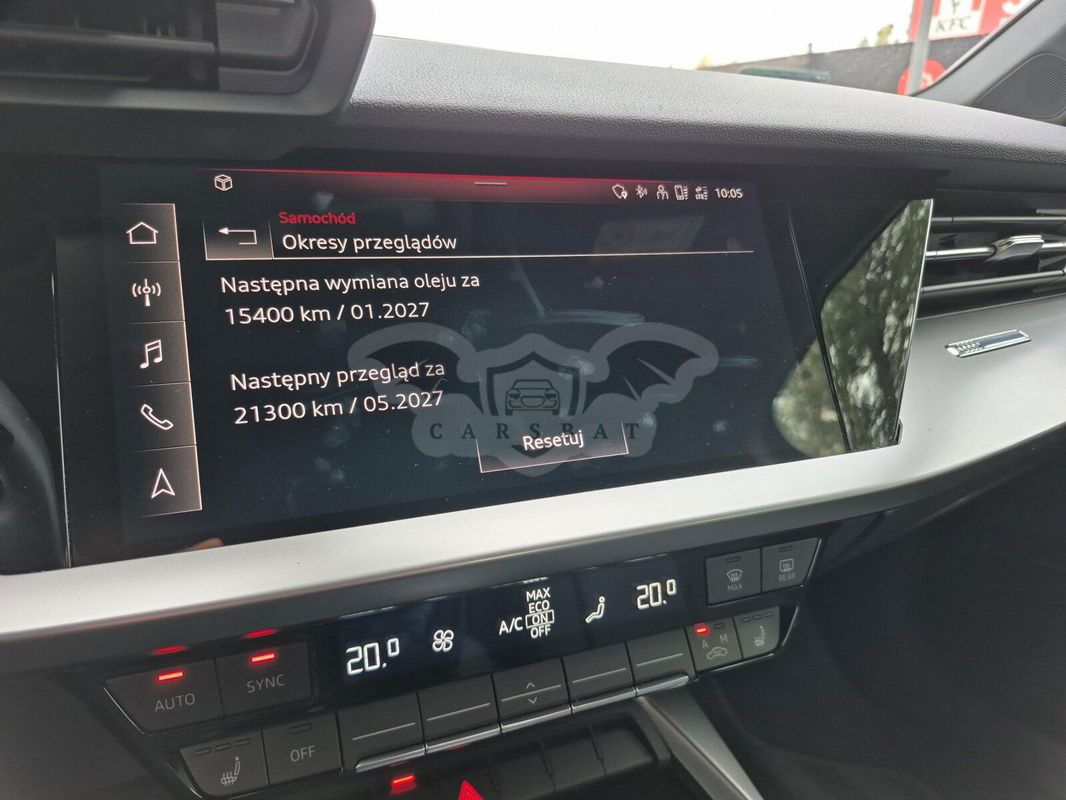 KFC
10:05
Samochód
Okresy przeglądów
Następna wymiana oleju za
15400 km / 01.2027
Następny przegląd za
21300 km / 05.2027
CARSBAT
Resetuj
MAX
ECO
A/C ON
OFF
20.0
20.0
MAX
REAR
AUTO
SYNC
A M
OFF